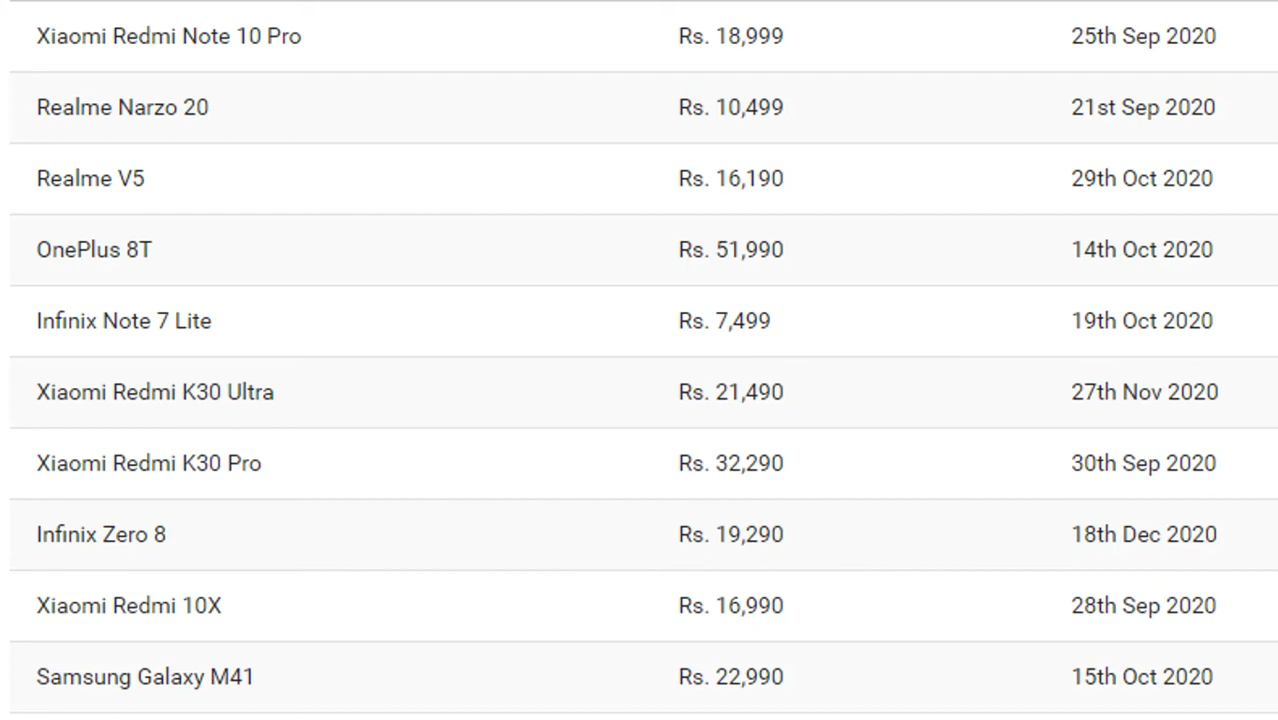 Xiaomi Redmi Note 10 Pro Rs. 18,999 25th Sep 2020
Realme Narzo 20 Rs. 10,499 21st Sep 2020
Realme V5 Rs. 16,190 29th Oct 2020
OnePlus 8T Rs. 51,990 14th Oct 2020
Infinix Note 7 Lite Rs. 7,499 19th Oct 2020
Xiaomi Redmi K30 Ultra Rs. 21,490 27th Nov 2020
Xiaomi Redmi K30 Pro Rs. 32,290 30th Sep 2020
Infinix Zero 8 Rs. 19,290 18th Dec 2020
Xiaomi Redmi 10X Rs. 16,990 28th Sep 2020
Samsung Galaxy M41 Rs. 22,990 15th Oct 2020